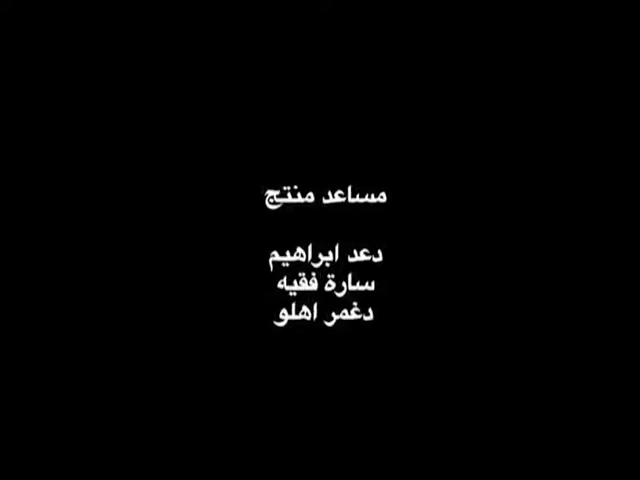 مساعد منتج
دعد ابراهيم
سارة فقيه
دغمر اهلو